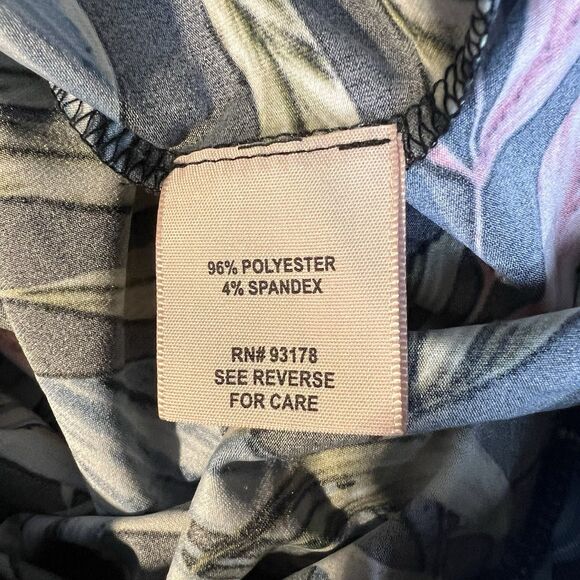 96% POLYESTER
4% SPANDEX
RN# 93178
SEE REVERSE
FOR CARE